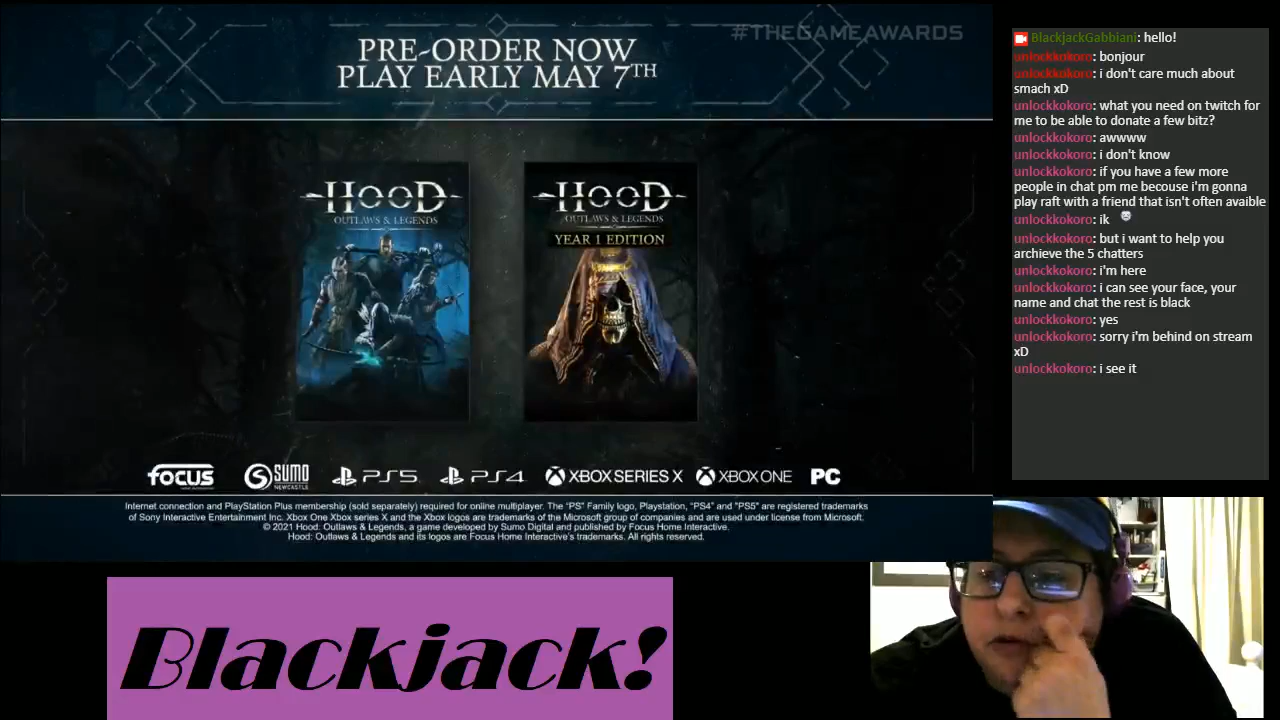 #THEGAMEAWARDS
PRE-ORDER NOW
PLAY EARLY MAY 7TH
HOOD
OUTLAWS & LEGENDS
HOOD
OUTLAWS & LEGENDS
YEAR 1 EDITION
FOCUS
SUMO
NEWCASTLE
PS5
PS4
XBOX SERIES X
XBOX ONE
PC
Internet connection and PlayStation Plus membership (sold separately) required for online multiplayer. The "PS" Family logo, Playstation, "PS4" and "PS5" are registered trademarks
of Sony Interactive Entertainment Inc. Xbox One Xbox series X and the Xbox logos are trademarks of the Microsoft group of companies and are used under license from Microsoft.
© 2021 Hood: Outlaws & Legends, a game developed by Sumo Digital and published by Focus Home Interactive.
Hood: Outlaws & Legends and its logos are Focus Home Interactive's trademarks. All rights reserved.
BlackjackGabbiani: hello!
unlockkokoro: bonjour
unlockkokoro: i don't care much about
smach xD
unlockkokoro: what you need on twitch for
me to be able to donate a few bitz?
unlockkokoro: awwww
unlockkokoro: i don't know
unlockkokoro: if you have a few more
people in chat pm me becouse i'm gonna
play raft with a friend that isn't often avaible
unlockkokoro: ik
unlockkokoro: but i want to help you
archieve the 5 chatters
unlockkokoro: i'm here
unlockkokoro: i can see your face, your
name and chat the rest is black
unlockkokoro: yes
unlockkokoro: sorry i'm behind on stream
xD
unlockkokoro: i see it
Blackjack!